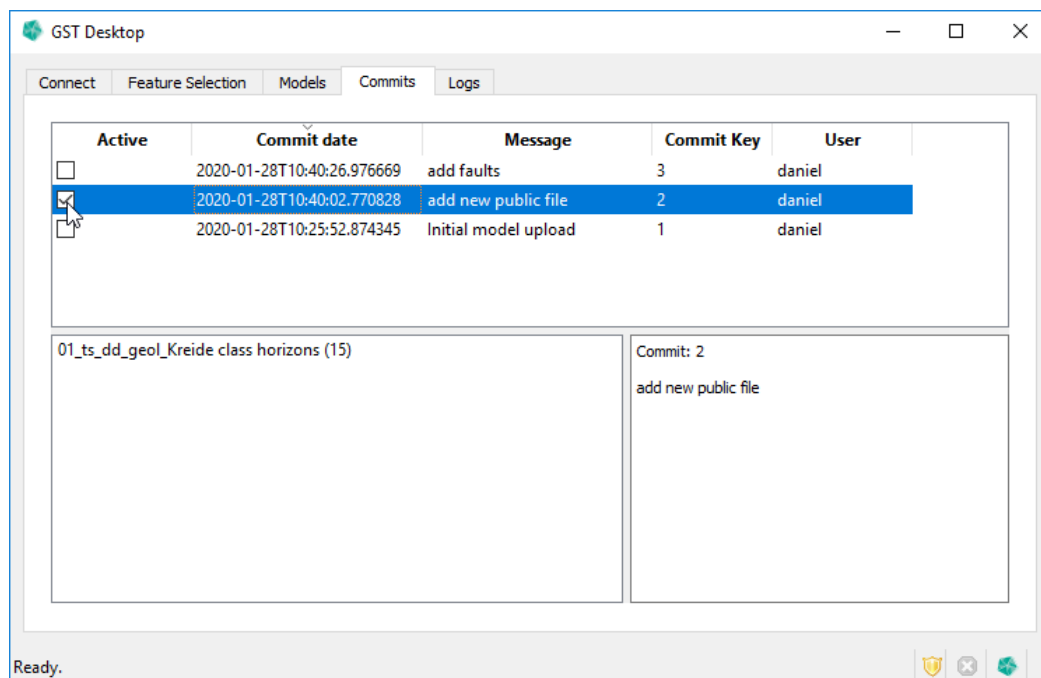 GST Desktop
Connect Feature Selection Models Commits Logs
Active Commit date Message Commit Key User
2020-01-28T10:40:26.976669 add faults 3 daniel
2020-01-28T10:40:02.770828 add new public file 2 daniel
2020-01-28T10:25:52.874345 Initial model upload 1 daniel
01_ts_dd_geol_Kreide class horizons (15)
Commit: 2
add new public file
Ready.